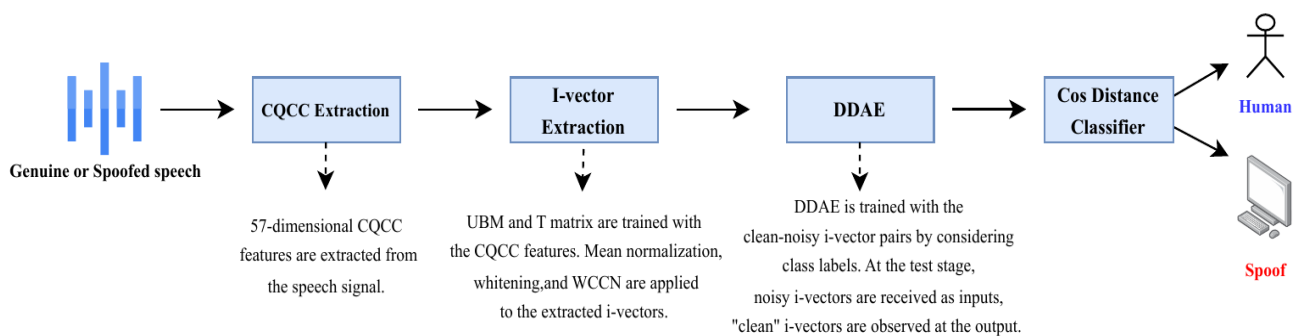 Genuine or Spoofed speech
CQCC Extraction
57-dimensional CQCC
features are extracted from
the speech signal.
I-vector
Extraction
UBM and T matrix are trained with
the CQCC features. Mean normalization,
whitening,and WCCN are applied
to the extracted i-vectors.
DDAE
DDAE is trained with the
clean-noisy i-vector pairs by considering
class labels. At the test stage,
noisy i-vectors are received as inputs,
"clean" i-vectors are observed at the output.
Cos Distance
Classifier
Human
Spoof